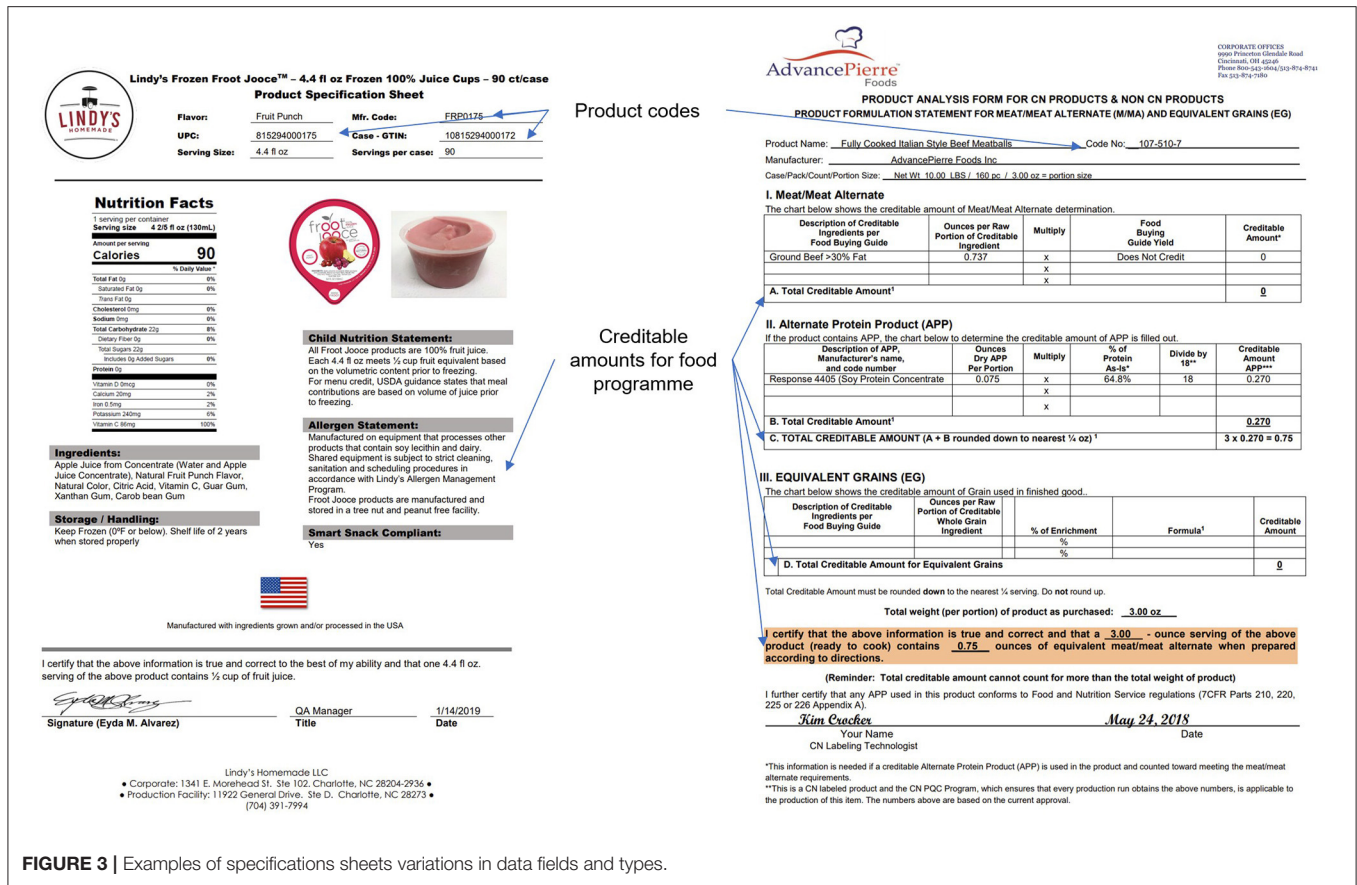 LINDY'S
HOMEMADE
Lindy's Frozen Froot Jooce™ – 4.4 fl oz Frozen 100% Juice Cups – 90 ct/case
Product Specification Sheet
Flavor: Fruit Punch Mfr. Code: FRP0175
UPC: 815294000175 Case - GTIN: 10815294000172
Serving Size: 4.4 fl oz Servings per case: 90
Nutrition Facts
1 serving per container
Serving size 4 2/5 fl oz (130mL)
Amount per serving
Calories 90
% Daily Value *
Total Fat 0g 0%
Saturated Fat 0g 0%
Trans Fat 0g
Cholesterol 0mg 0%
Sodium 0mg 0%
Total Carbohydrate 22g 8%
Dietary Fiber 0g 0%
Total Sugars 22g
Includes 0g Added Sugars 0%
Protein 0g
Vitamin D 0mcg 0%
Calcium 20mg 2%
Iron 0.5mg 2%
Potassium 240mg 6%
Vitamin C 86mg 100%
froot
jooce
Ingredients:
Apple Juice from Concentrate (Water and Apple
Juice Concentrate), Natural Fruit Punch Flavor,
Natural Color, Citric Acid, Vitamin C, Guar Gum,
Xanthan Gum, Carob bean Gum
Storage / Handling:
Keep Frozen (0ºF or below). Shelf life of 2 years
when stored properly
Child Nutrition Statement:
All Froot Jooce products are 100% fruit juice.
Each 4.4 fl oz meets ½ cup fruit equivalent based
on the volumetric content prior to freezing.
For menu credit, USDA guidance states that meal
contributions are based on volume of juice prior
to freezing.
Allergen Statement:
Manufactured on equipment that processes other
products that contain soy lecithin and dairy.
Shared equipment is subject to strict cleaning,
sanitation and scheduling procedures in
accordance with Lindy's Allergen Management
Program.
Froot Jooce products are manufactured and
stored in a tree nut and peanut free facility.
Smart Snack Compliant:
Yes
Manufactured with ingredients grown and/or processed in the USA
I certify that the above information is true and correct to the best of my ability and that one 4.4 fl oz.
serving of the above product contains ½ cup of fruit juice.
QA Manager 1/14/2019
Signature (Eyda M. Alvarez) Title Date
Lindy's Homemade LLC
● Corporate: 1341 E. Morehead St. Ste 102. Charlotte, NC 28204-2936 ●
● Production Facility: 11922 General Drive. Ste D. Charlotte, NC 28273 ●
(704) 391-7994
Product codes
Creditable
amounts for food
programme
AdvancePierre™
Foods
CORPORATE OFFICES
9990 Princeton Glendale Road
Cincinnati, OH 45246
Phone 800-543-1604/513-874-8741
Fax 513-874-7180
PRODUCT ANALYSIS FORM FOR CN PRODUCTS & NON CN PRODUCTS
PRODUCT FORMULATION STATEMENT FOR MEAT/MEAT ALTERNATE (M/MA) AND EQUIVALENT GRAINS (EG)
Product Name: Fully Cooked Italian Style Beef Meatballs Code No: 107-510-7
Manufacturer: AdvancePierre Foods Inc
Case/Pack/Count/Portion Size: Net Wt 10.00 LBS / 160 pc / 3.00 oz = portion size
I. Meat/Meat Alternate
The chart below shows the creditable amount of Meat/Meat Alternate determination.
Description of Creditable Ingredients per Food Buying Guide Ounces per Raw Portion of Creditable Ingredient Multiply Food Buying Guide Yield Creditable Amount*
Ground Beef >30% Fat 0.737 x Does Not Credit 0
x
x
A. Total Creditable Amount¹ 0
II. Alternate Protein Product (APP)
If the product contains APP, the chart below to determine the creditable amount of APP is filled out.
Description of APP, Manufacturer's name, and code number Ounces Dry APP Per Portion Multiply % of Protein As-Is* Divide by 18** Creditable Amount APP***
Response 4405 (Soy Protein Concentrate 0.075 x 64.8% 18 0.270
x
x
B. Total Creditable Amount¹ 0.270
C. TOTAL CREDITABLE AMOUNT (A + B rounded down to nearest ¼ oz) ¹ 3 x 0.270 = 0.75
III. EQUIVALENT GRAINS (EG)
The chart below shows the creditable amount of Grain used in finished good..
Description of Creditable Ingredients per Food Buying Guide Ounces per Raw Portion of Creditable Whole Grain Ingredient % of Enrichment Formula¹ Creditable Amount
%
%
D. Total Creditable Amount for Equivalent Grains 0
Total Creditable Amount must be rounded down to the nearest ¼ serving. Do not round up.
Total weight (per portion) of product as purchased: 3.00 oz
I certify that the above information is true and correct and that a 3.00 - ounce serving of the above
product (ready to cook) contains 0.75 ounces of equivalent meat/meat alternate when prepared
according to directions.
(Reminder: Total creditable amount cannot count for more than the total weight of product)
I further certify that any APP used in this product conforms to Food and Nutrition Service regulations (7CFR Parts 210, 220,
225 or 226 Appendix A).
Kim Crocker May 24, 2018
Your Name Date
CN Labeling Technologist
*This information is needed if a creditable Alternate Protein Product (APP) is used in the product and counted toward meeting the meat/meat
alternate requirements.
**This is a CN labeled product and the CN PQC Program, which ensures that every production run obtains the above numbers, is applicable to
the production of this item. The numbers above are based on the current approval.
FIGURE 3 | Examples of specifications sheets variations in data fields and types.